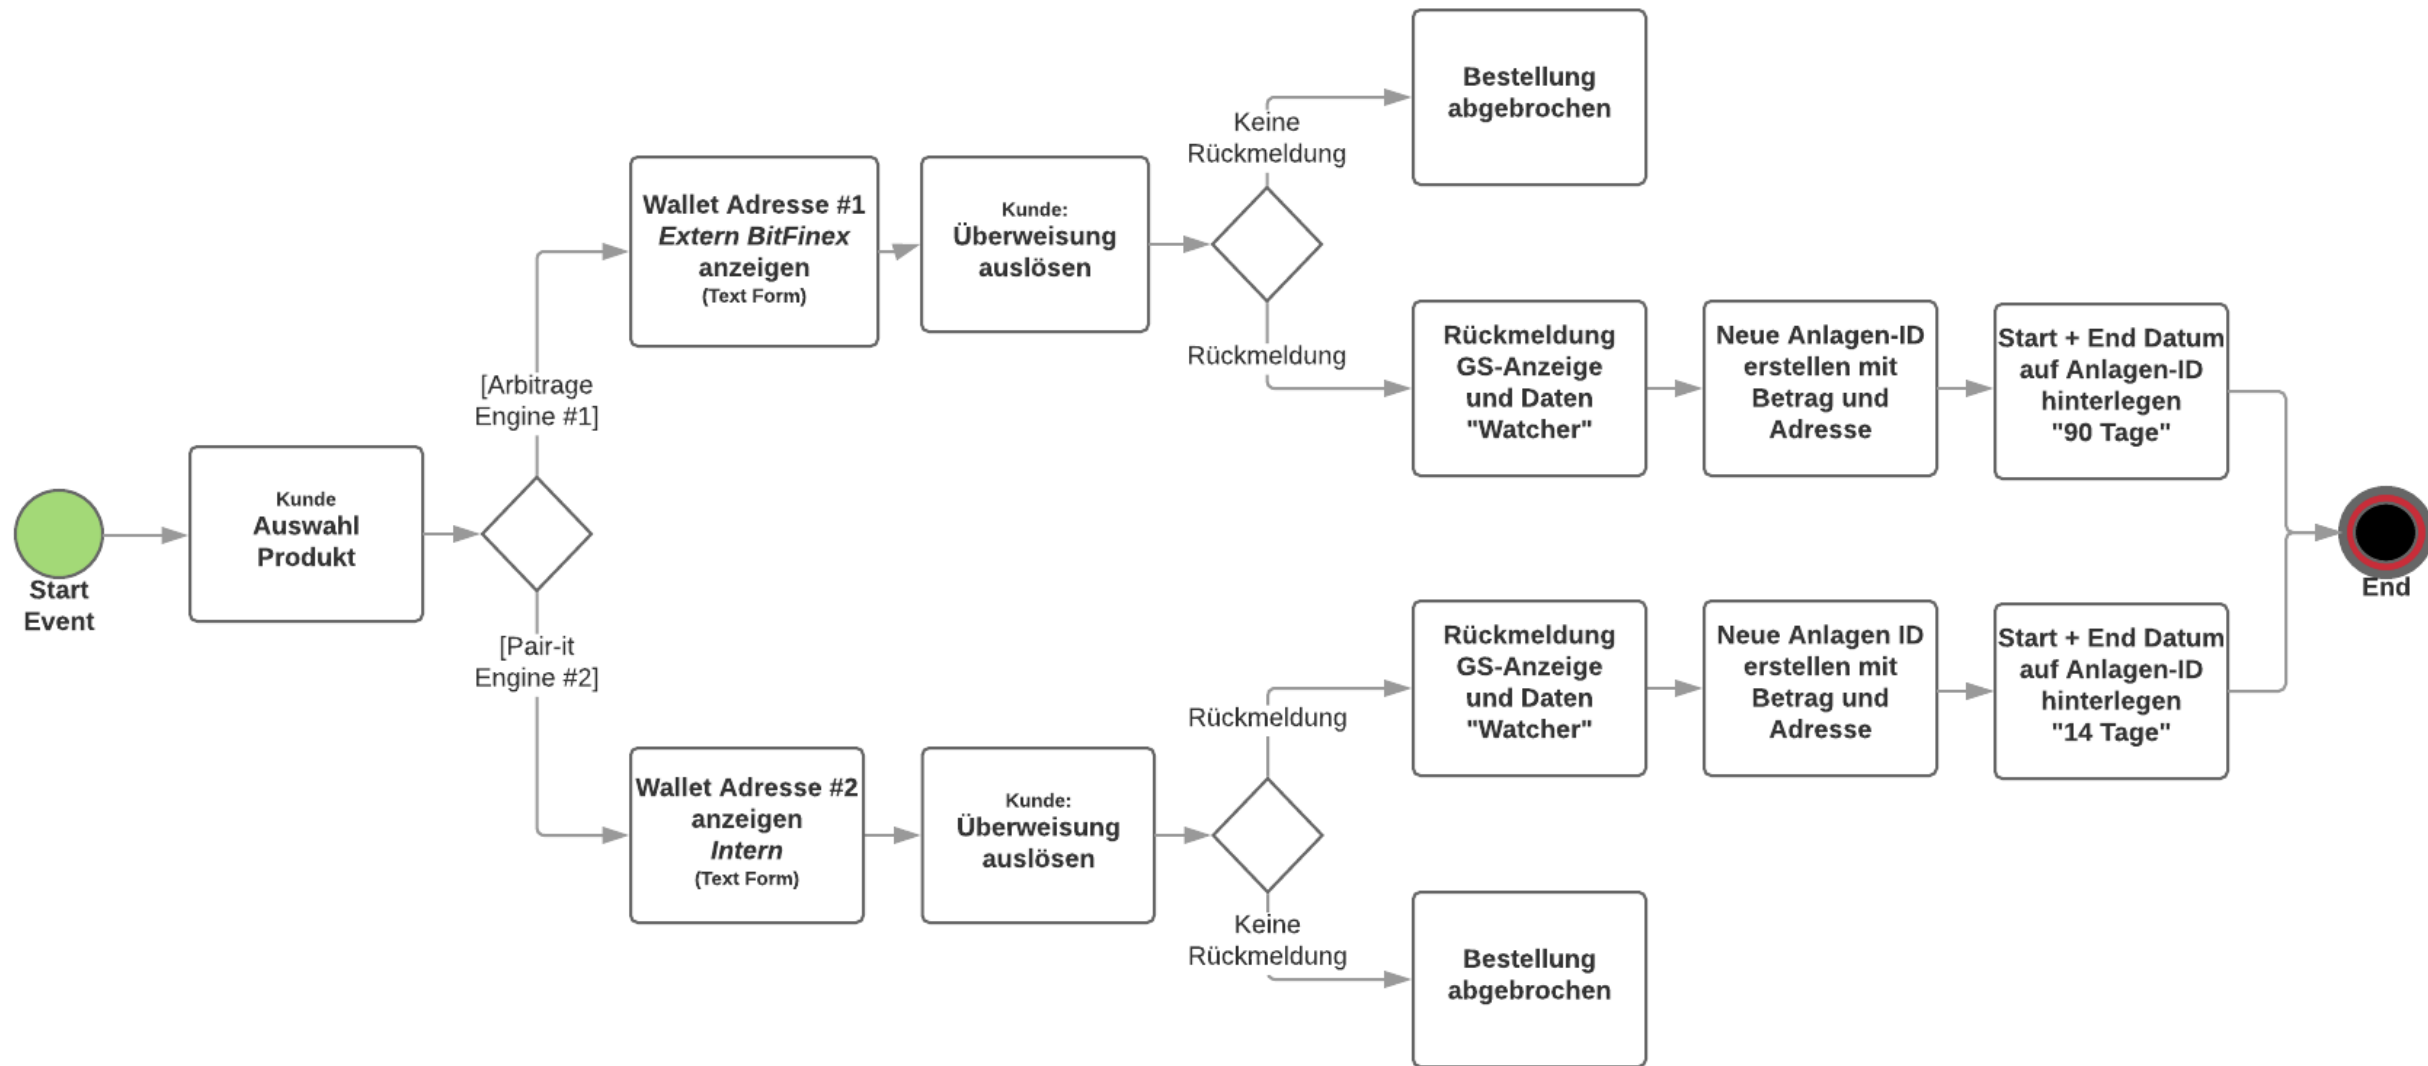 Start
Event
Kunde
Auswahl
Produkt
[Arbitrage
Engine #1]
[Pair-it
Engine #2]
Wallet Adresse #1
Extern BitFinex
anzeigen
(Text Form)
Kunde:
Überweisung
auslösen
Keine
Rückmeldung
Rückmeldung
Bestellung
abgebrochen
Rückmeldung
GS-Anzeige
und Daten
"Watcher"
Neue Anlagen-ID
erstellen mit
Betrag und
Adresse
Start + End Datum
auf Anlagen-ID
hinterlegen
"90 Tage"
Wallet Adresse #2
anzeigen
Intern
(Text Form)
Kunde:
Überweisung
auslösen
Rückmeldung
Keine
Rückmeldung
Rückmeldung
GS-Anzeige
und Daten
"Watcher"
Neue Anlagen ID
erstellen mit
Betrag und
Adresse
Start + End Datum
auf Anlagen-ID
hinterlegen
"14 Tage"
Bestellung
abgebrochen
End